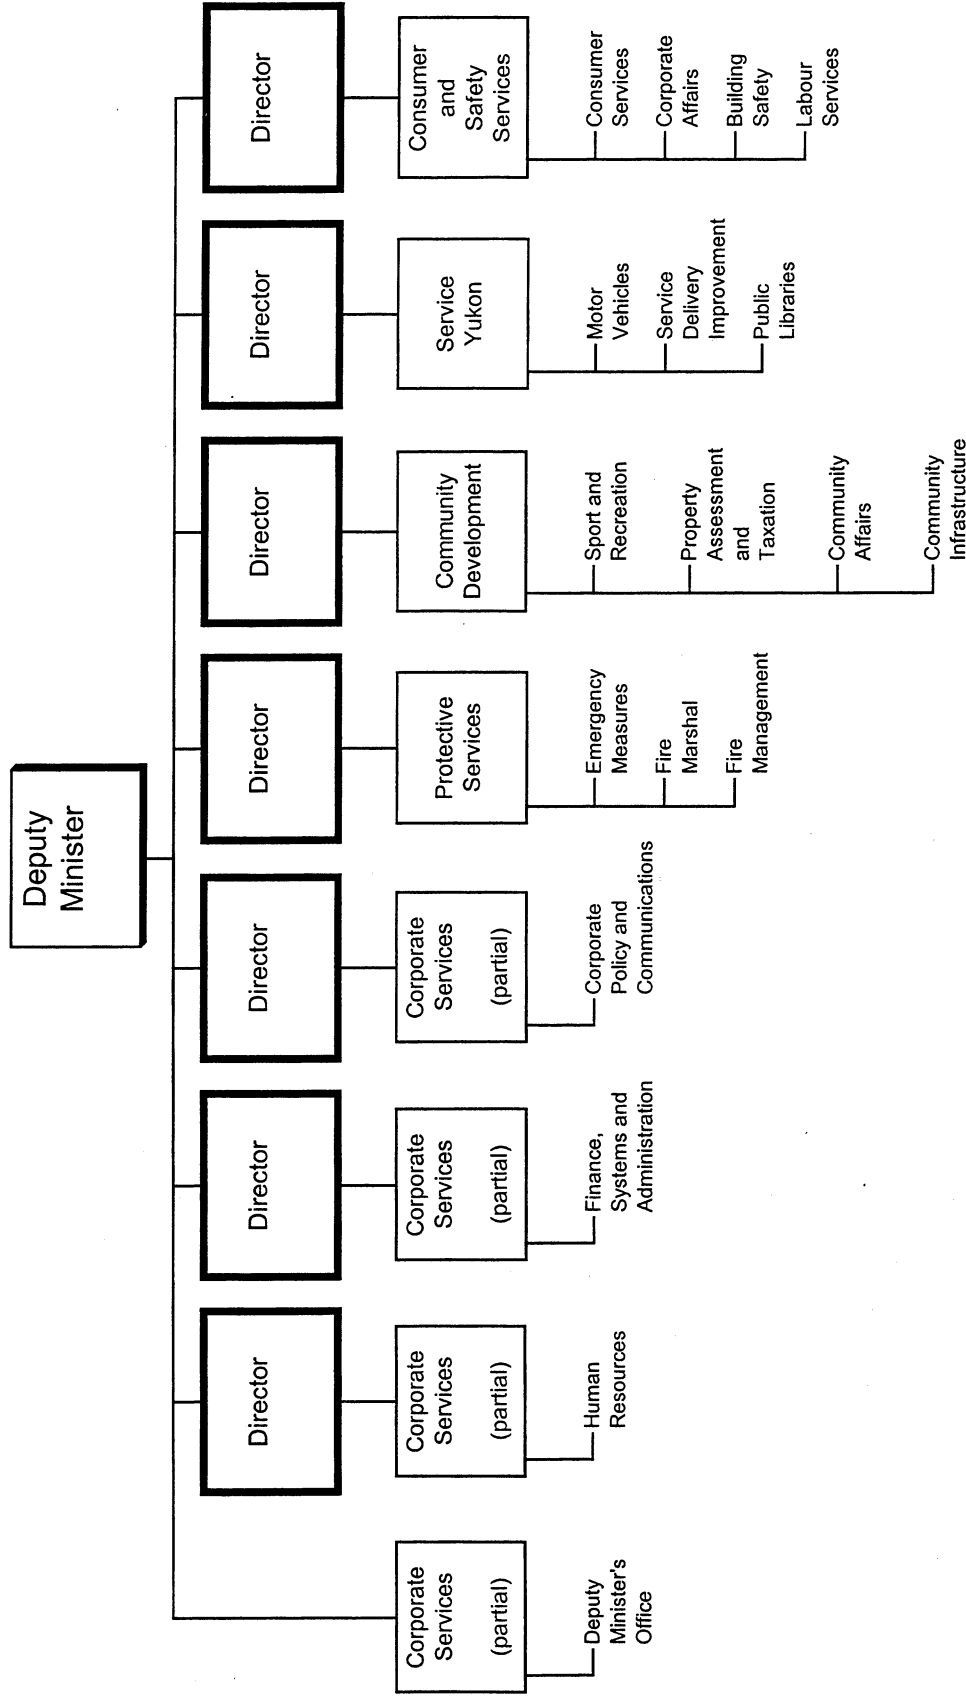 Deputy
Minister
Director
Director
Director
Director
Director
Director
Director
Corporate
Services
(partial)
Deputy
Minister's
Office
Corporate
Services
(partial)
Human
Resources
Corporate
Services
(partial)
Finance,
Systems and
Administration
Corporate
Services
(partial)
Corporate
Policy and
Communications
Protective
Services
Emergency
Measures
Fire
Marshal
Fire
Management
Community
Development
Sport and
Recreation
Property
Assessment
and
Taxation
Community
Affairs
Community
Infrastructure
Service
Yukon
Motor
Vehicles
Service
Delivery
Improvement
Public
Libraries
Consumer
and
Safety
Services
Consumer
Services
Corporate
Affairs
Building
Safety
Labour
Services